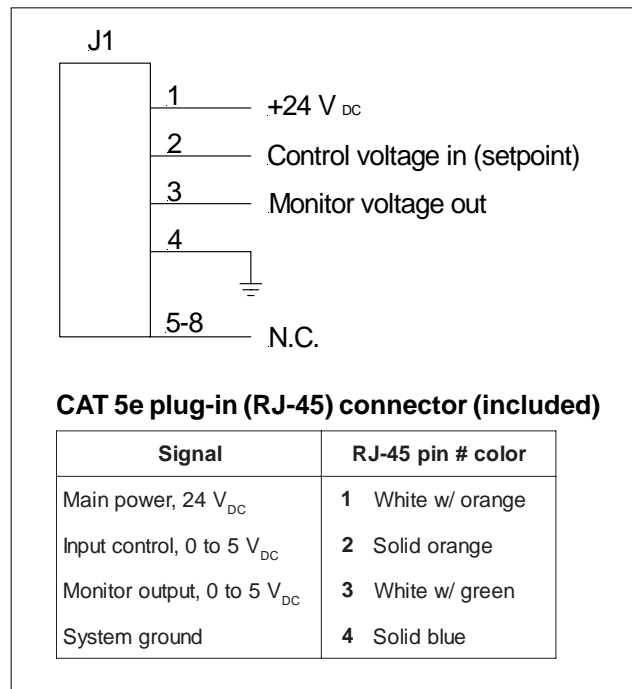 J1
1 +24 V DC
2 Control voltage in (setpoint)
3 Monitor voltage out
4
5-8 N.C.
CAT 5e plug-in (RJ-45) connector (included)
Signal RJ-45 pin # color
Main power, 24 VDC 1 White w/ orange
Input control, 0 to 5 VDC 2 Solid orange
Monitor output, 0 to 5 VDC 3 White w/ green
System ground 4 Solid blue